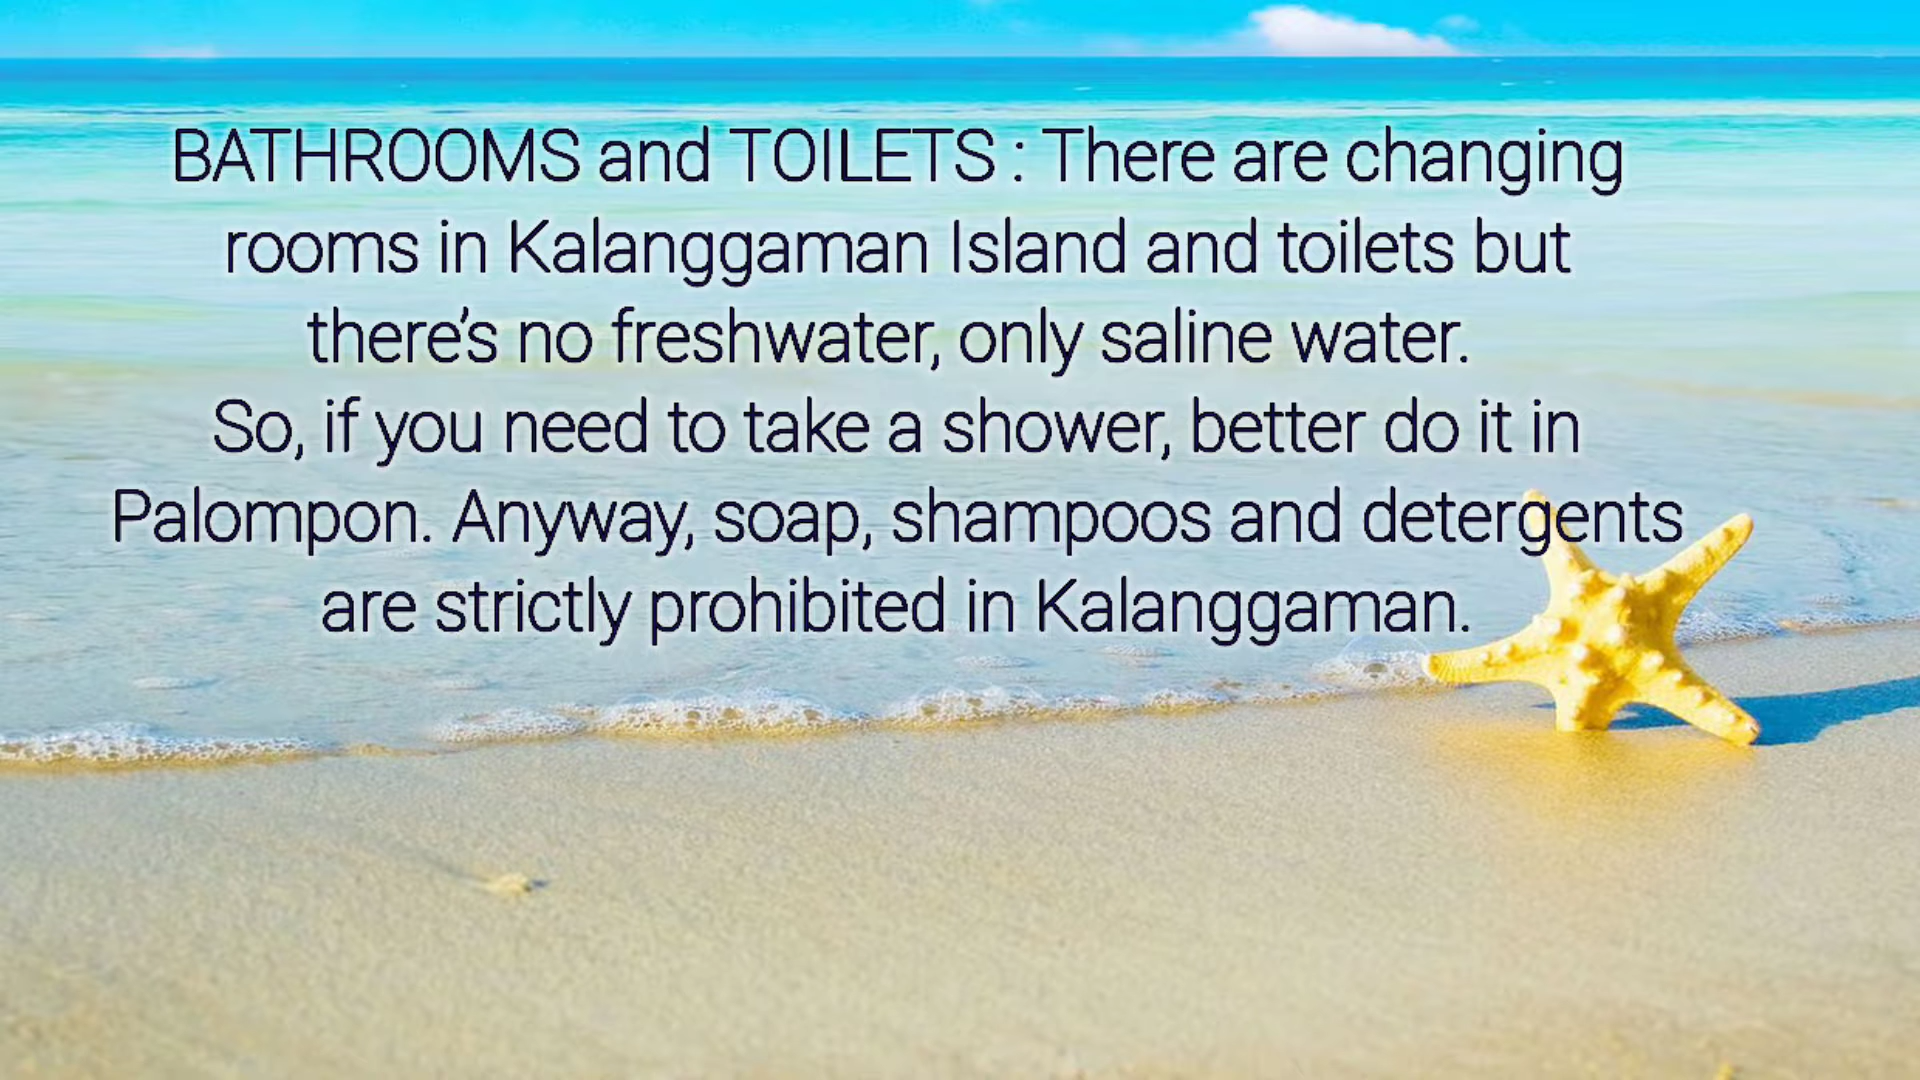 BATHROOMS and TOILETS : There are changing
rooms in Kalanggaman Island and toilets but
there’s no freshwater, only saline water.
So, if you need to take a shower, better do it in
Palompon. Anyway, soap, shampoos and detergents
are strictly prohibited in Kalanggaman.